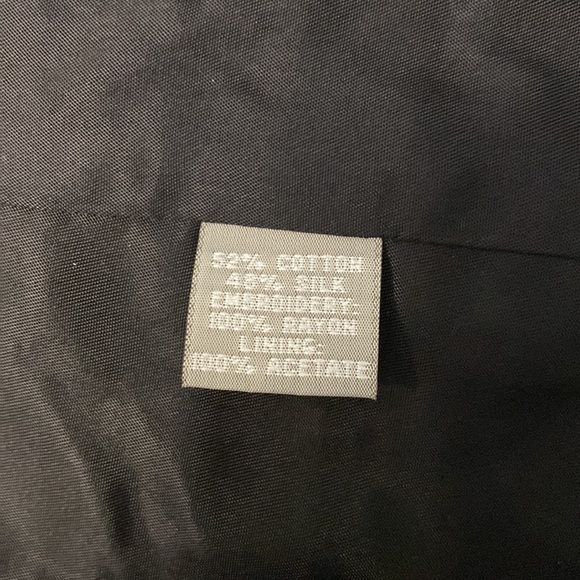 52% COTTON
48% SILK
EMBROIDERY:
100% RAYON
LINING:
100% ACETATE